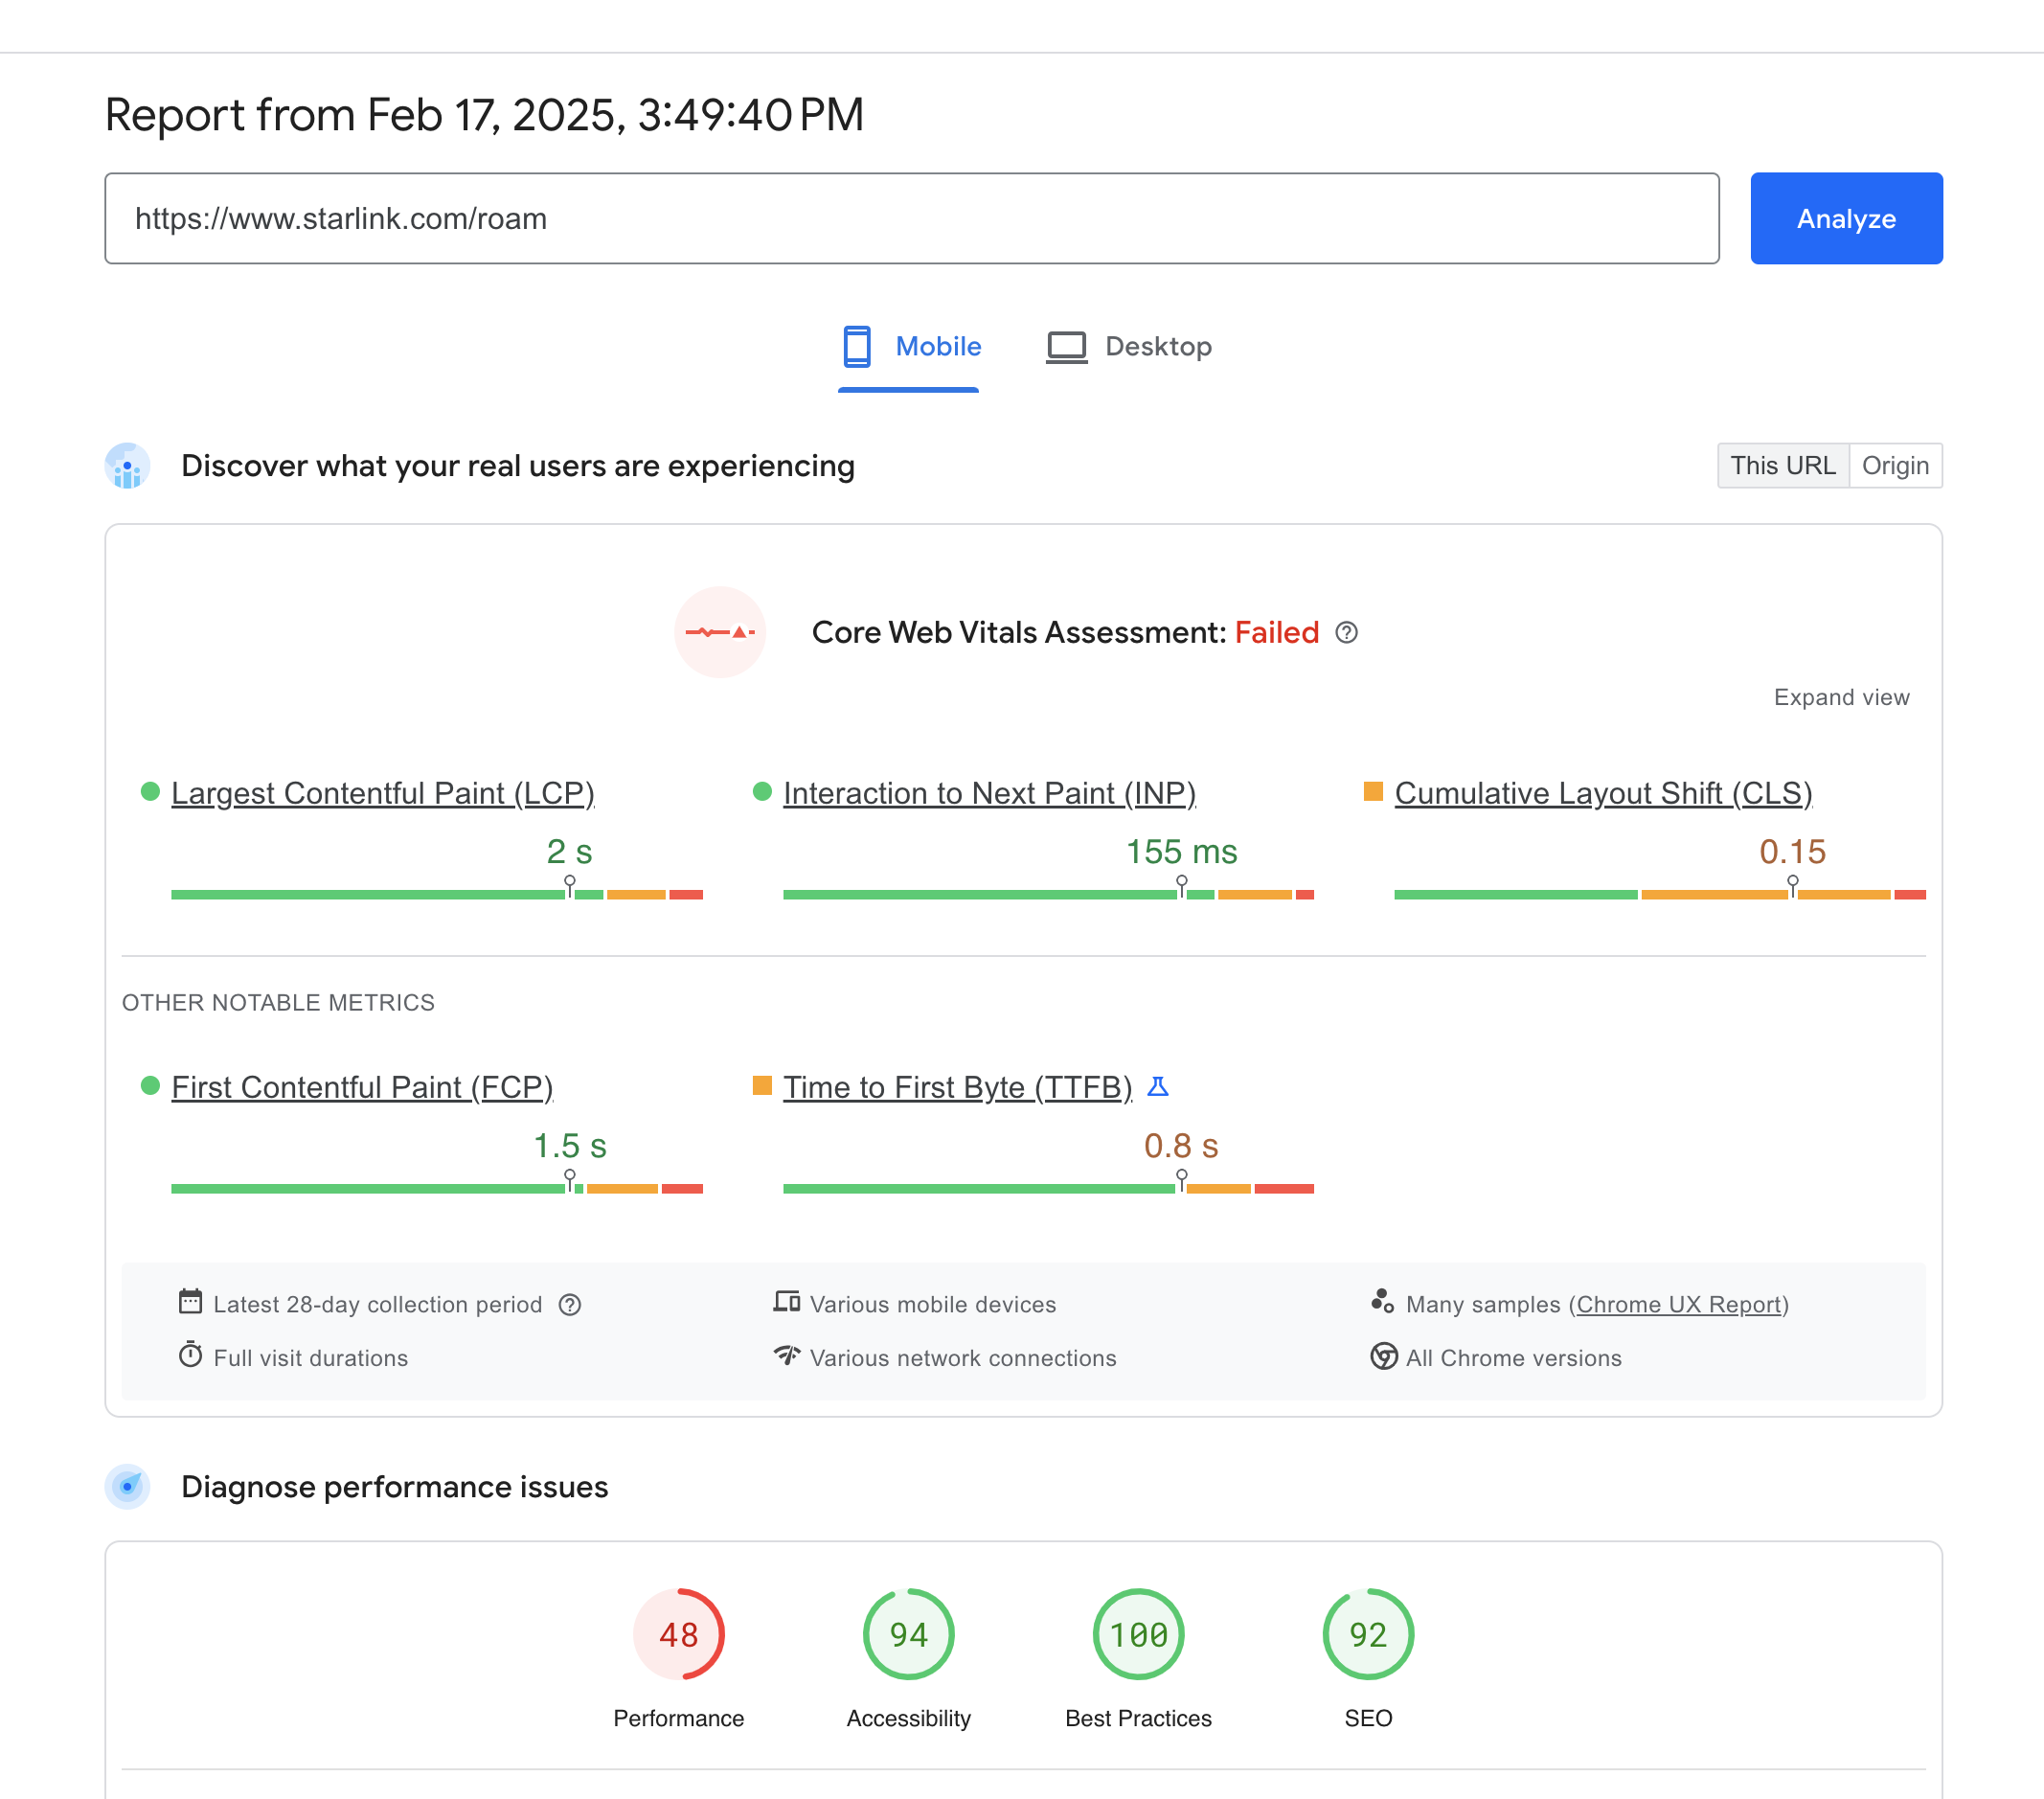 Report from Feb 17, 2025, 3:49:40 PM
https://www.starlink.com/roam
Analyze
Mobile
Desktop
Discover what your real users are experiencing
This URL
Origin
Core Web Vitals Assessment: Failed
Expand view
Largest Contentful Paint (LCP)
2 s
Interaction to Next Paint (INP)
155 ms
Cumulative Layout Shift (CLS)
0.15
OTHER NOTABLE METRICS
First Contentful Paint (FCP)
1.5 s
Time to First Byte (TTFB)
0.8 s
Latest 28-day collection period
Various mobile devices
Many samples (Chrome UX Report)
Full visit durations
Various network connections
All Chrome versions
Diagnose performance issues
48
Performance
94
Accessibility
100
Best Practices
92
SEO